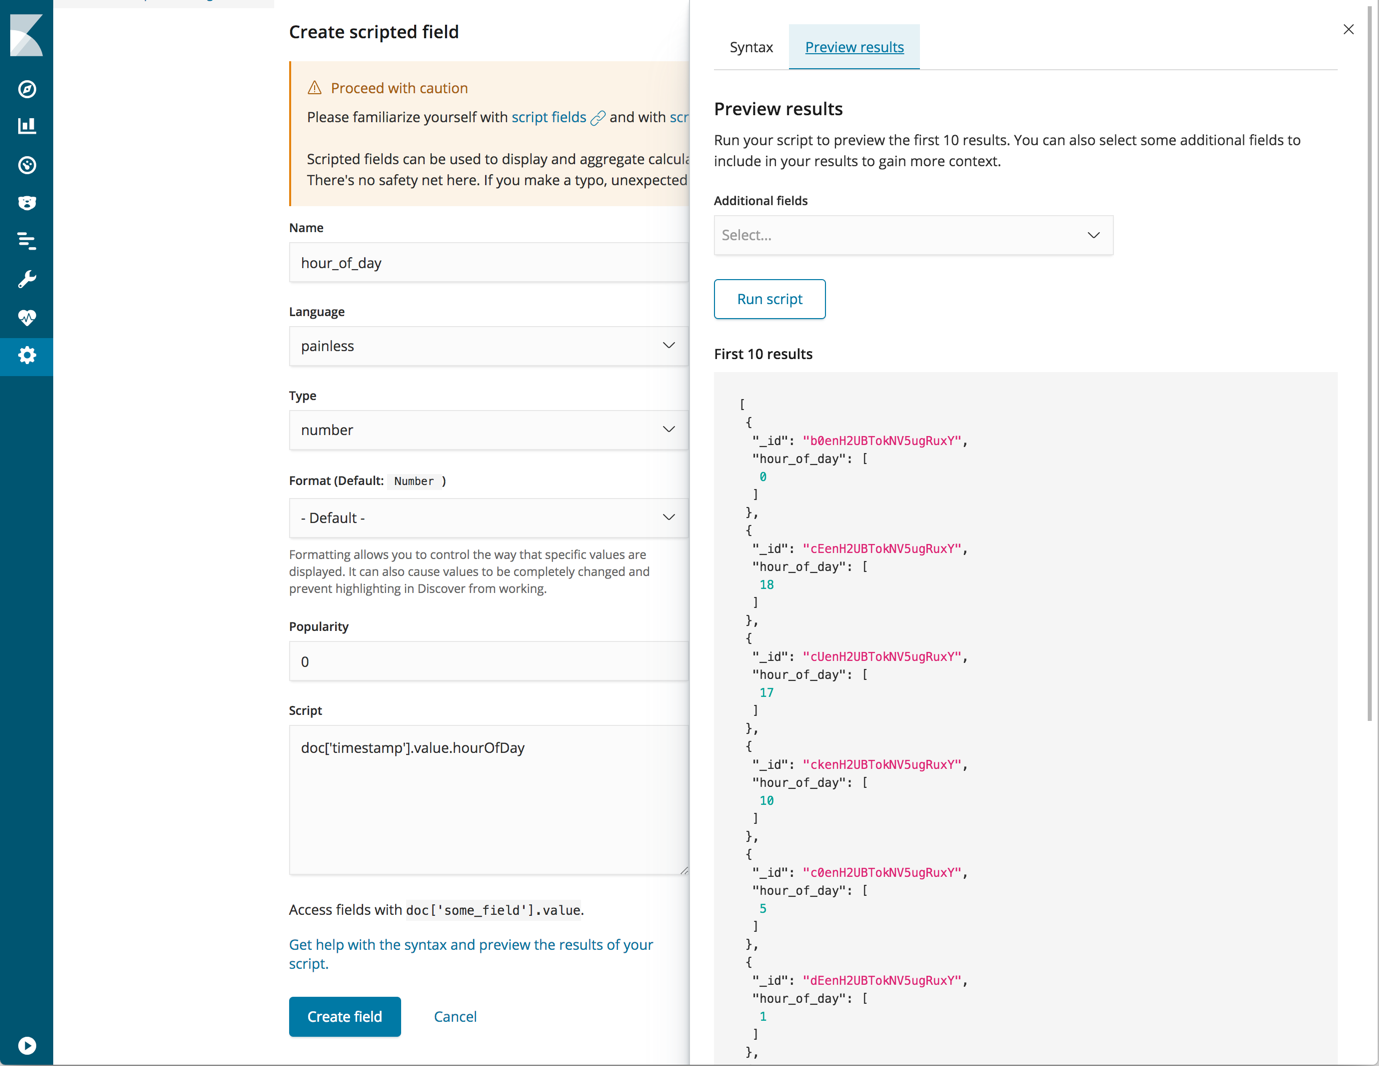 Create scripted field
Proceed with caution
Please familiarize yourself with script fields and with scr
Scripted fields can be used to display and aggregate calcula
There's no safety net here. If you make a typo, unexpected
Name
hour_of_day
Language
painless
Type
number
Format (Default: Number )
- Default -
Formatting allows you to control the way that specific values are
displayed. It can also cause values to be completely changed and
prevent highlighting in Discover from working.
Popularity
0
Script
doc['timestamp'].value.hourOfDay
Access fields with doc['some_field'].value.
Get help with the syntax and preview the results of your
script.
Create field Cancel
Syntax Preview results
Preview results
Run your script to preview the first 10 results. You can also select some additional fields to
include in your results to gain more context.
Additional fields
Select...
Run script
First 10 results
[
{
"_id": "b0enH2UBTokNV5ugRuxY",
"hour_of_day": [
0
]
},
{
"_id": "cEenH2UBTokNV5ugRuxY",
"hour_of_day": [
18
]
},
{
"_id": "cUenH2UBTokNV5ugRuxY",
"hour_of_day": [
17
]
},
{
"_id": "ckenH2UBTokNV5ugRuxY",
"hour_of_day": [
10
]
},
{
"_id": "c0enH2UBTokNV5ugRuxY",
"hour_of_day": [
5
]
},
{
"_id": "dEenH2UBTokNV5ugRuxY",
"hour_of_day": [
1
]
},